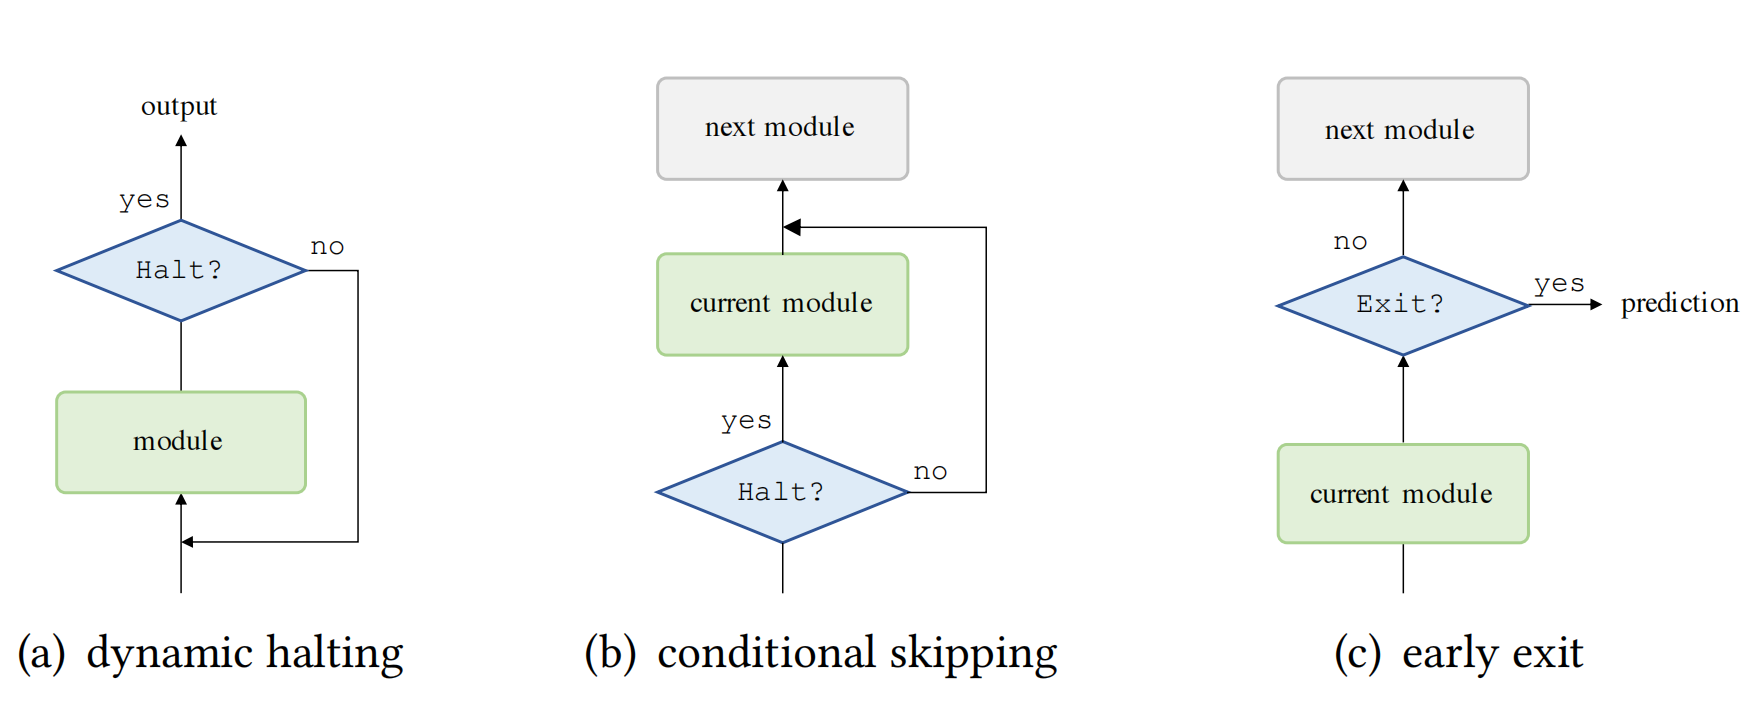 output
yes
no
Halt?
module
(a) dynamic halting
next module
current module
yes
no
Halt?
(b) conditional skipping
next module
no
yes
Exit?
prediction
current module
(c) early exit